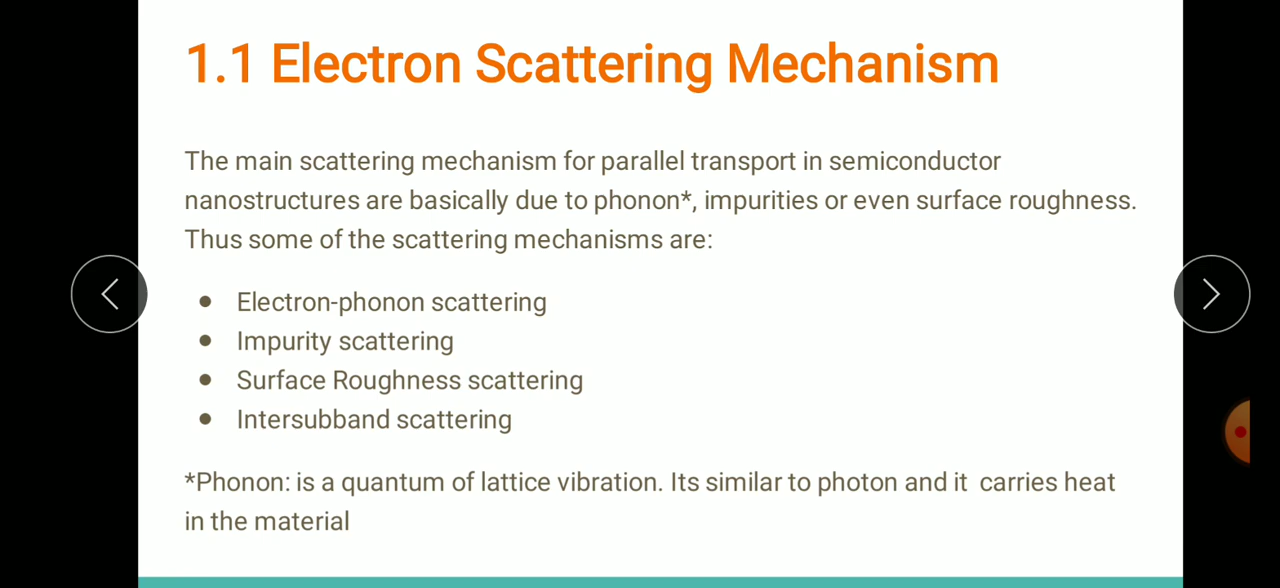 1.1 Electron Scattering Mechanism
The main scattering mechanism for parallel transport in semiconductor
nanostructures are basically due to phonon*, impurities or even surface roughness.
Thus some of the scattering mechanisms are:
● Electron-phonon scattering
● Impurity scattering
● Surface Roughness scattering
● Intersubband scattering
*Phonon: is a quantum of lattice vibration. Its similar to photon and it carries heat
in the material